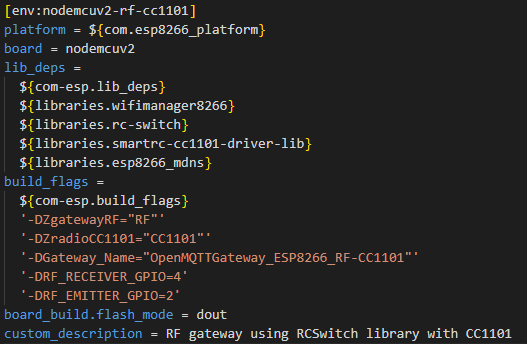 [env:nodemcuv2-rf-cc1101]
platform = ${com.esp8266_platform}
board = nodemcuv2
lib_deps =
  ${com-esp.lib_deps}
  ${libraries.wifimanager8266}
  ${libraries.rc-switch}
  ${libraries.smartrc-cc1101-driver-lib}
  ${libraries.esp8266_mdns}
build_flags =
  ${com-esp.build_flags}
  '-DZgatewayRF="RF"'
  '-DZradioCC1101="CC1101"'
  '-DGateway_Name="OpenMQTTGateway_ESP8266_RF-CC1101"'
  '-DRF_RECEIVER_GPIO=4'
  '-DRF_EMITTER_GPIO=2'
board_build.flash_mode = dout
custom_description = RF gateway using RCSwitch library with CC1101